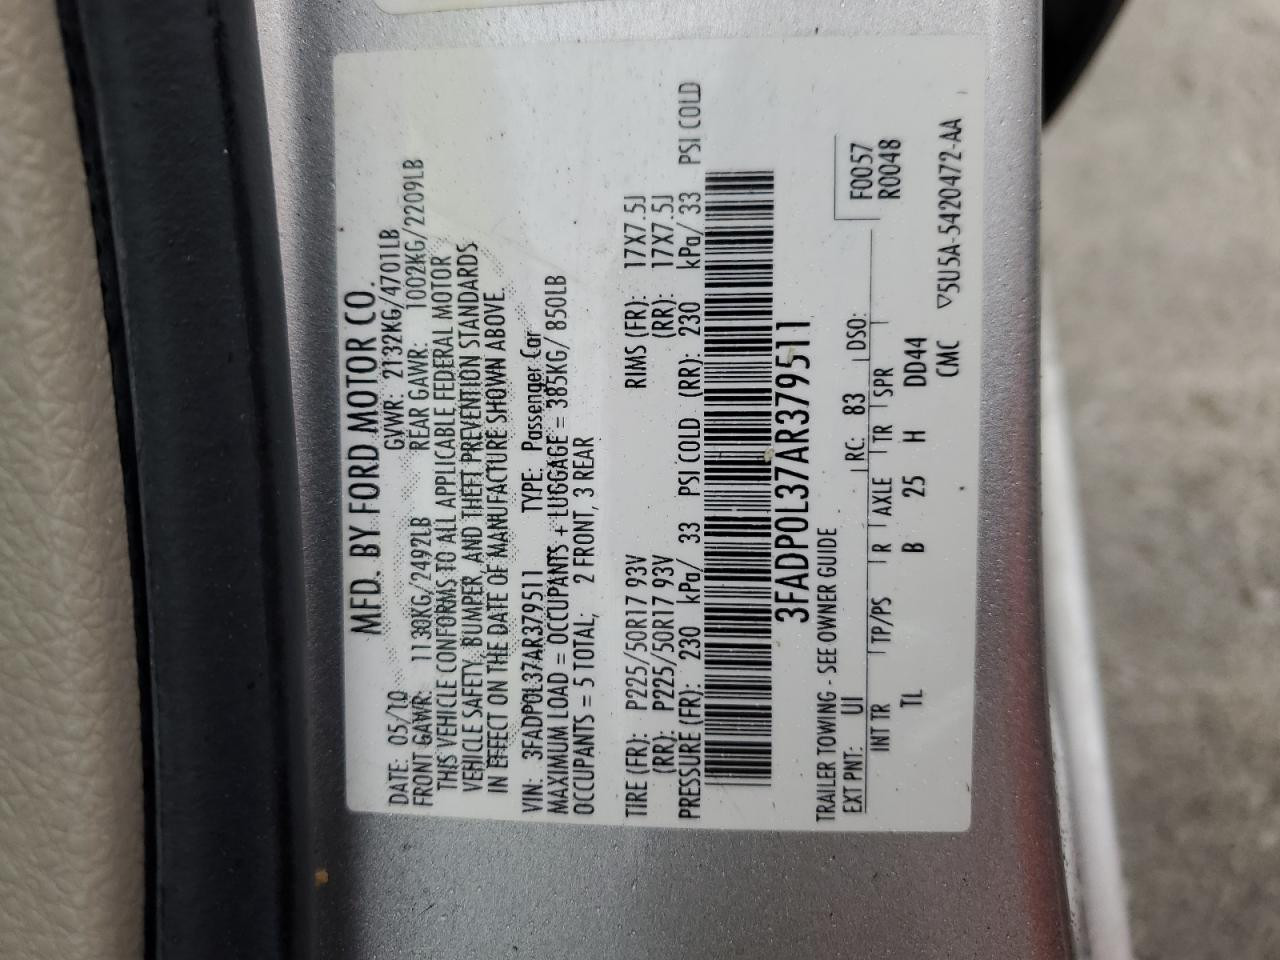 MFD. BY FORD MOTOR CO.
DATE: 05/10 GVWR: 2132KG/4701LB
FRONT GAWR: 1130KG/2492LB REAR GAWR: 1002KG/2209LB
THIS VEHICLE CONFORMS TO ALL APPLICABLE FEDERAL MOTOR
VEHICLE SAFETY, BUMPER, AND THEFT PREVENTION STANDARDS
IN EFFECT ON THE DATE OF MANUFACTURE SHOWN ABOVE.
VIN: 3FADP0L37AR379511 TYPE: Passenger Car
MAXIMUM LOAD = OCCUPANTS + LUGGAGE = 385KG/ 850LB
OCCUPANTS = 5 TOTAL; 2 FRONT, 3 REAR
TIRE (FR): P225/50R17 93V RIMS (FR): 17X7.5J
(RR): P225/50R17 93V (RR): 17X7.5J
PRESSURE (FR): 230 kPa/ 33 PSI COLD (RR): 230 kPa/ 33 PSI COLD
3FADP0L37AR379511
TRAILER TOWING - SEE OWNER GUIDE F0057
EXT PNT: UI RC: 83 DSO: R0048
INT TR TP/PS R AXLE TR SPR
TL B 25 H DD44
CMC ▽5U5A-5420472-AA